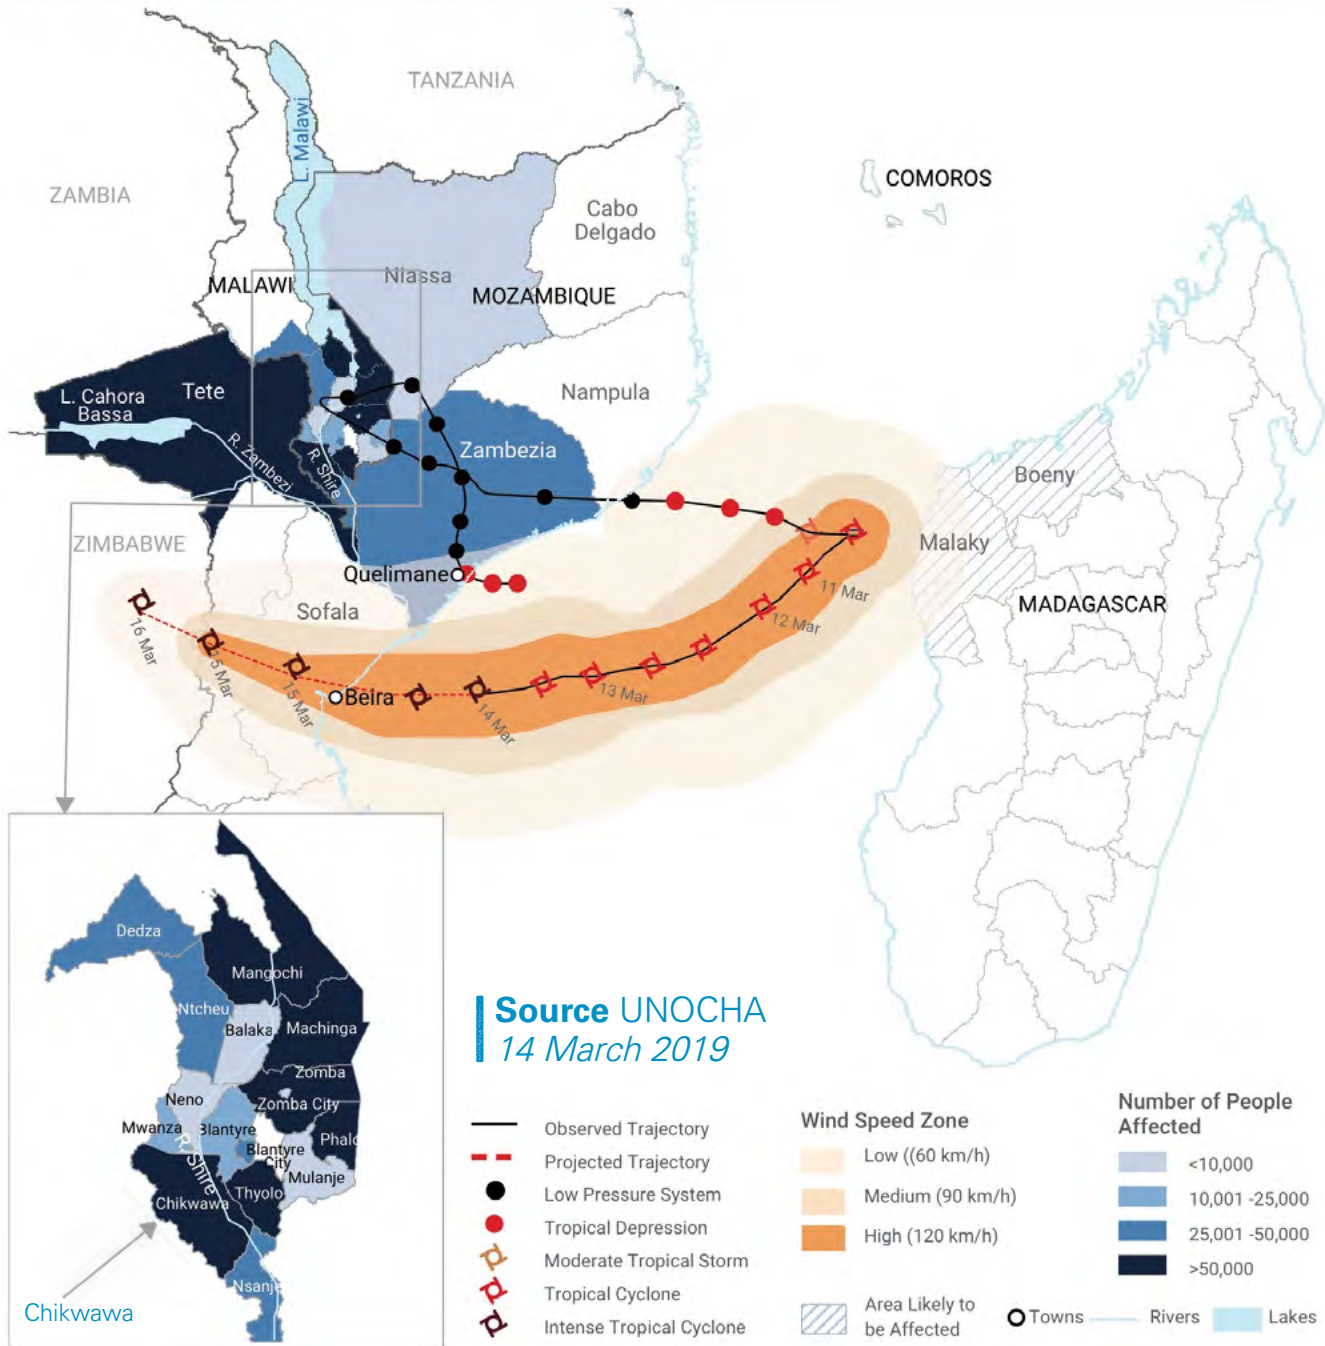 TANZANIA
L. Malawi
COMOROS
ZAMBIA
Cabo
Delgado
Niassa
MALAWI
MOZAMBIQUE
Nampula
Tete
L. Cahora
Bassa
R. Zambezi
R. Shire
Zambezia
Boeny
ZIMBABWE
Malaky
Quelimane
11 Mar
MADAGASCAR
Sofala
12 Mar
16 Mar
15 Mar
15 Mar
Beira
13 Mar
14 Mar
Dedza
Mangochi
Ntcheu
Balaka
Machinga
Zomba
Neno
Zomba City
Mwanza
Blantyre
Phalo
Blantyre
City
R. Shire
Mulanje
Thyolo
Chikwawa
Nsanje
Chikwawa
Source UNOCHA
14 March 2019
Observed Trajectory
Projected Trajectory
Low Pressure System
Tropical Depression
Moderate Tropical Storm
Tropical Cyclone
Intense Tropical Cyclone
Wind Speed Zone
Low ((60 km/h)
Medium (90 km/h)
High (120 km/h)
Area Likely to
be Affected
Number of People
Affected
<10,000
10,001 -25,000
25,001 -50,000
>50,000
Towns
Rivers
Lakes